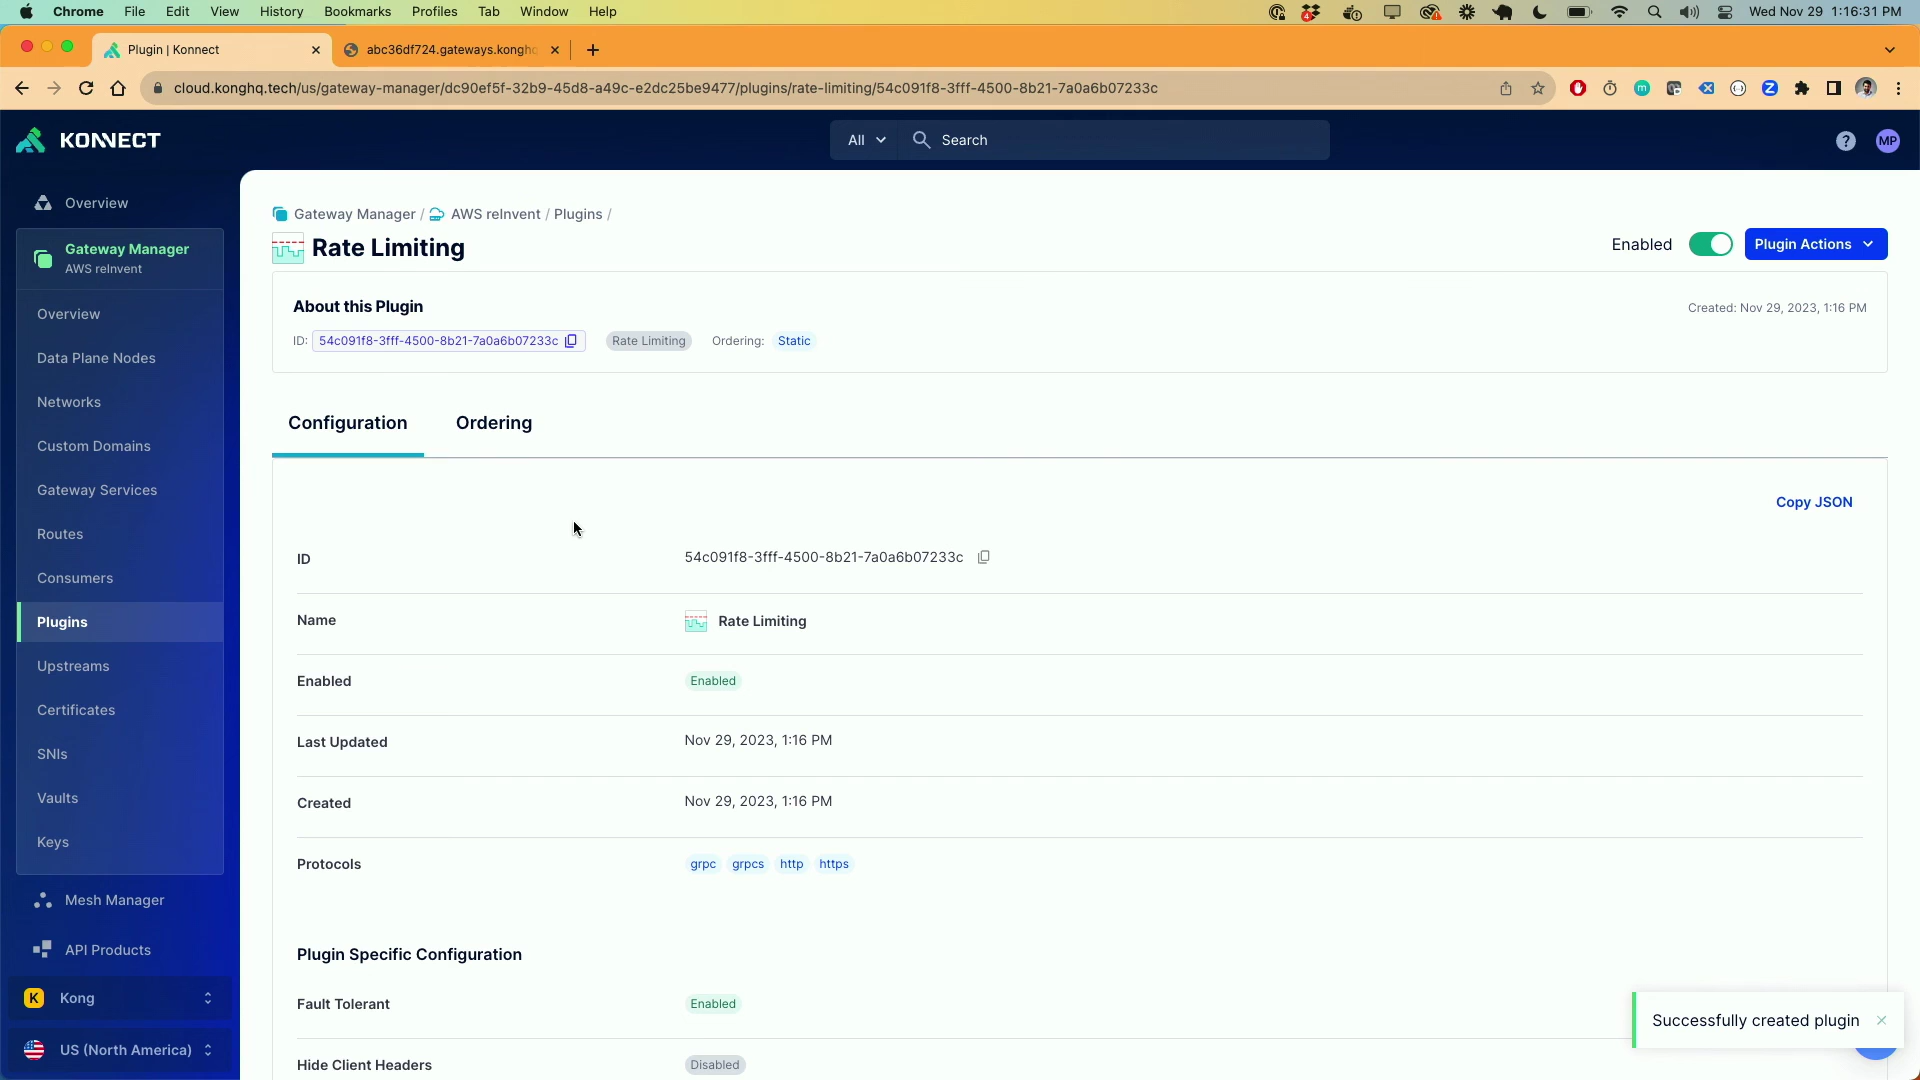 Chrome File Edit View History Bookmarks Profiles Tab Window Help 4 Wed Nov 29 1:16:31 PM
Plugin | Konnect abc36df724.gateways.konghq
cloud.konghq.tech/us/gateway-manager/dc90ef5f-32b9-45d8-a49c-e2dc25be9477/plugins/rate-limiting/54c091f8-3fff-4500-8b21-7a0a6b07233c
KONNECT All Search ? MP
Overview
Gateway Manager
AWS reInvent
Overview
Data Plane Nodes
Networks
Custom Domains
Gateway Services
Routes
Consumers
Plugins
Upstreams
Certificates
SNIs
Vaults
Keys
Mesh Manager
API Products
K Kong
US (North America)
Gateway Manager / AWS reInvent / Plugins /
Rate Limiting
Enabled Plugin Actions
About this Plugin
Created: Nov 29, 2023, 1:16 PM
ID: 54c091f8-3fff-4500-8b21-7a0a6b07233c Rate Limiting Ordering: Static
Configuration Ordering
Copy JSON
ID 54c091f8-3fff-4500-8b21-7a0a6b07233c
Name Rate Limiting
Enabled Enabled
Last Updated Nov 29, 2023, 1:16 PM
Created Nov 29, 2023, 1:16 PM
Protocols grpc grpcs http https
Plugin Specific Configuration
Fault Tolerant Enabled
Hide Client Headers Disabled
Successfully created plugin